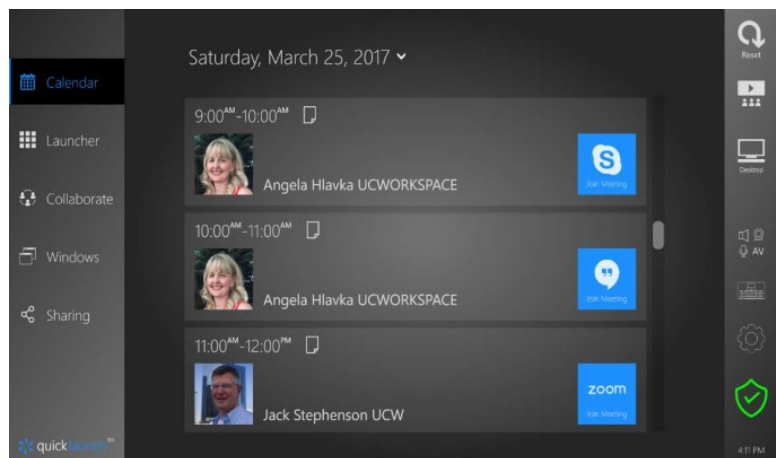 Saturday, March 25, 2017
Calendar
Launcher
Collaborate
Windows
Sharing
quicklaunch™
9:00AM-10:00AM
Angela Hlavka UCWORKSPACE
Join Meeting
10:00AM-11:00AM
Angela Hlavka UCWORKSPACE
Join Meeting
11:00AM-12:00PM
Jack Stephenson UCW
zoom
Join Meeting
Reset
Desktop
AV
4:11 PM